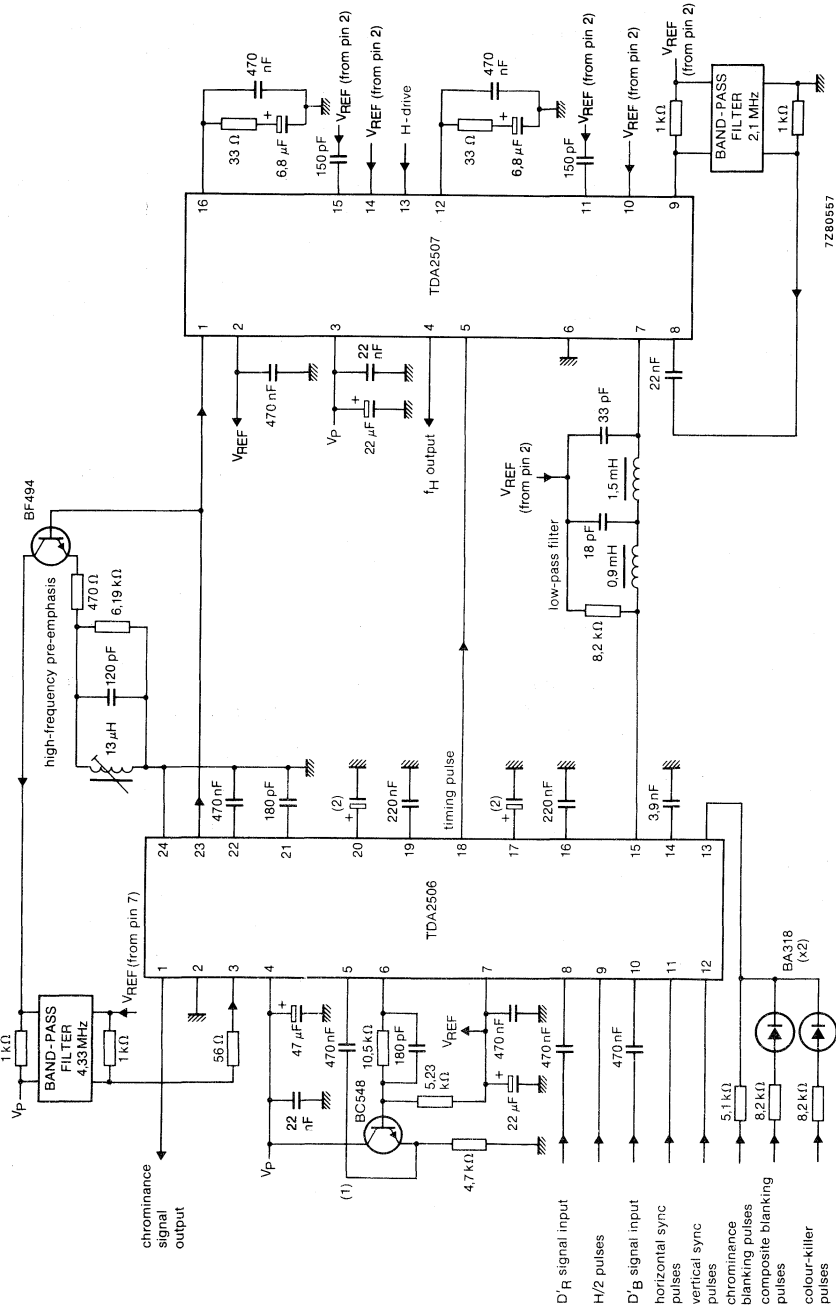 1 kΩ
VP
BAND-PASS
FILTER
4,33 MHz
1 kΩ
VREF (from pin 7)
56 Ω
chrominance
signal
output
high-frequency pre-emphasis
BF494
470 Ω
6,19 kΩ
120 pF
13 µH
470 nF
180 pF
(2)
+
220 nF
timing pulse
(2)
+
220 nF
3,9 nF
24
23
22
21
20
19
18
17
16
15
14
13
TDA2506
1
2
3
4
5
6
7
8
9
10
11
12
VP
22
nF
47 µF
+
470 nF
BC548
10,5 kΩ
180 pF
5,23
kΩ
VREF
470 nF
22 µF
+
4,7 kΩ
(1)
470 nF
470 nF
D'R signal input
H/2 pulses
D'B signal input
horizontal sync
pulses
vertical sync
pulses
chrominance
blanking pulses
composite blanking
pulses
colour-killer
pulses
5,1 kΩ
8,2 kΩ
8,2 kΩ
BA318
(x2)
VREF
470 nF
VP
+
22 µF
22
nF
fH output
VREF
(from pin 2)
low-pass filter
8,2 kΩ
18 pF
33 pF
0,9 mH
1,5 mH
22 nF
1
2
3
4
5
6
7
8
TDA2507
16
15
14
13
12
11
10
9
33 Ω
470
nF
6,8 µF
+
150 pF
VREF (from pin 2)
VREF (from pin 2)
H-drive
33 Ω
470
nF
6,8 µF
+
150 pF
VREF (from pin 2)
VREF (from pin 2)
1 kΩ
VREF
(from pin 2)
BAND-PASS
FILTER
2,1 MHz
1 kΩ
7Z80557